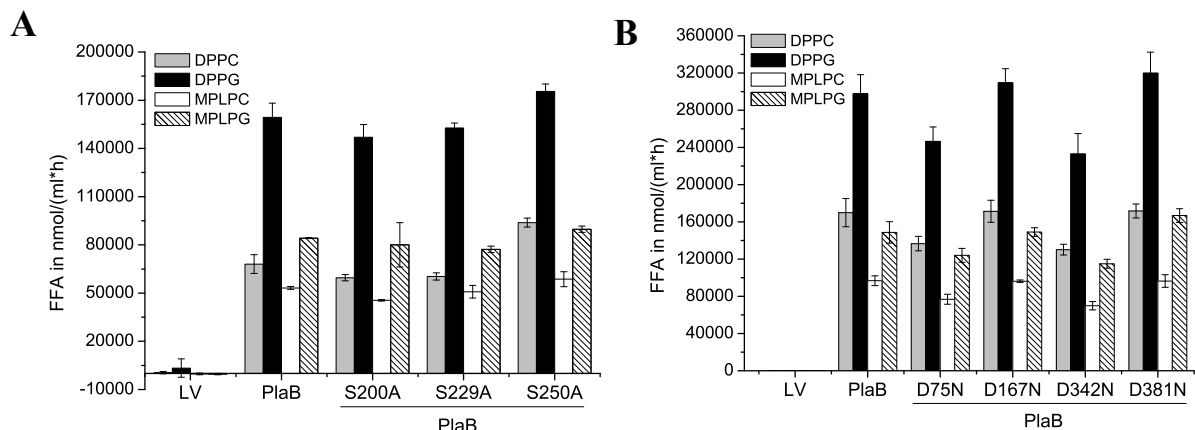 A
FFA in nmol/(ml*h)
200000
170000
140000
110000
80000
50000
20000
-10000
DPPC
DPPG
MPLPC
MPLPG
LV PlaB S200A S229A S250A
PlaB
B
FFA in nmol/(ml*h)
360000
320000
280000
240000
200000
160000
120000
80000
40000
0
DPPC
DPPG
MPLPC
MPLPG
LV PlaB D75N D167N D342N D381N
PlaB